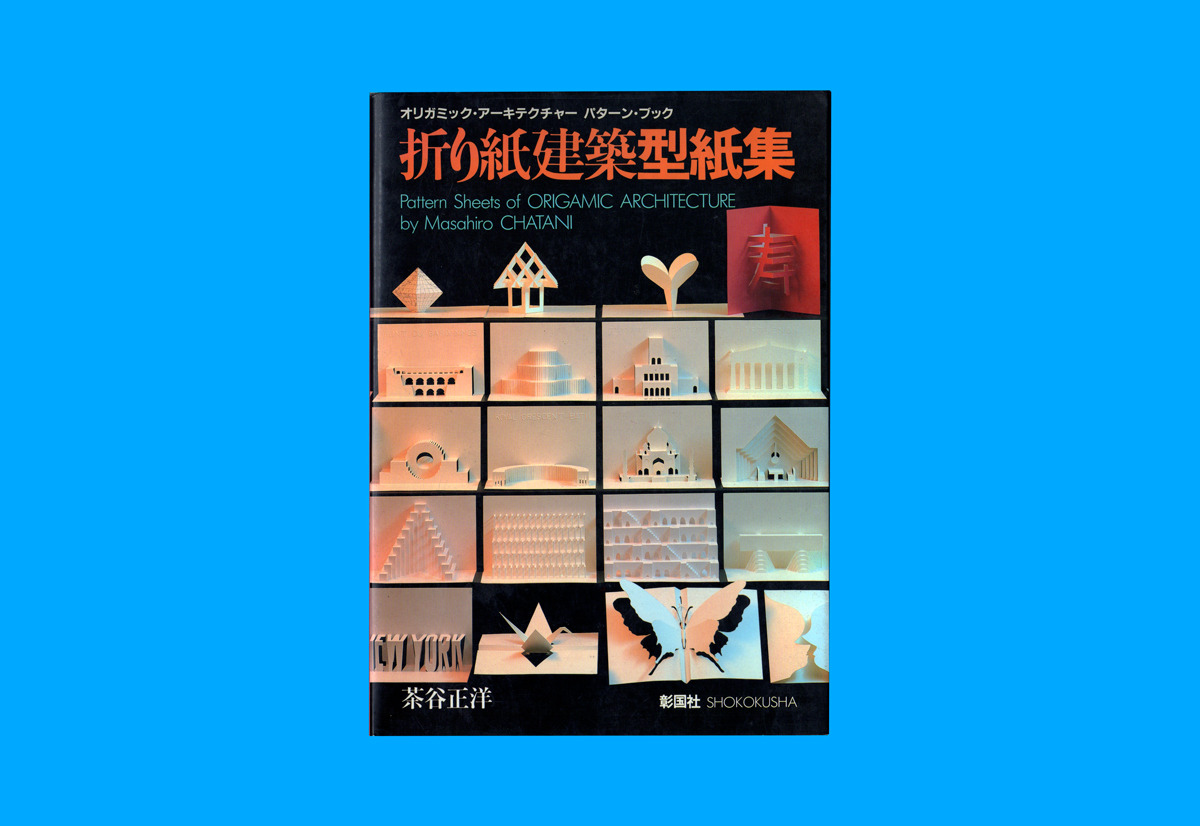 オリガミック・アーキテクチャー パターン・ブック
折り紙建築型紙集
Pattern Sheets of ORIGAMIC ARCHITECTURE
by Masahiro CHATANI
寿
NEW YORK
茶谷正洋
彰国社 SHOKOKUSHA